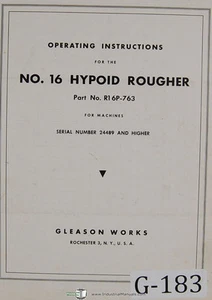 OPERATING INSTRUCTIONS
FOR THE
NO. 16 HYPOID ROUGHER
Part No. R16P-763
FOR MACHINES
SERIAL NUMBER 24489 AND HIGHER
GLEASON WORKS
ROCHESTER 3, N. Y., U. S. A.
G-183